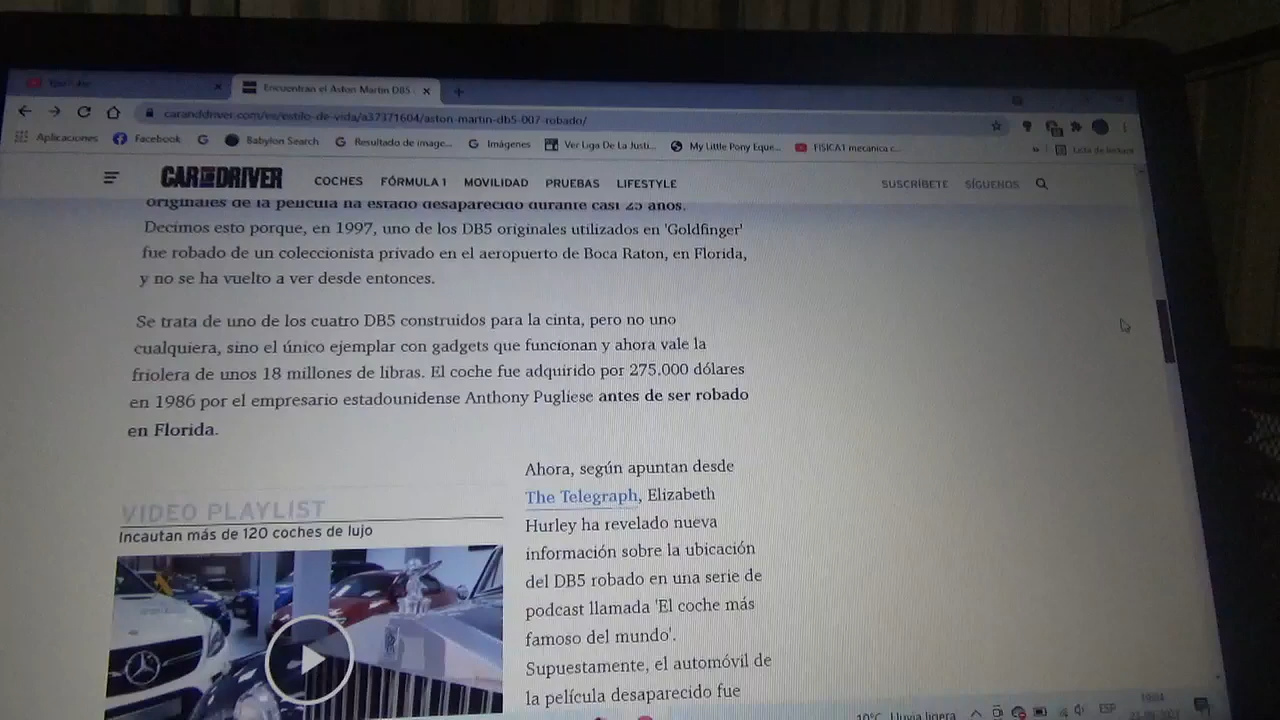 Encuentran el Aston Martin DB5
caranddriver.com/es/estilo-de-vida/a37371604/aston-martin-db5-007-robado/
Aplicaciones Facebook Babylon Search Resultado de image... Imágenes Ver Liga De La Justi... My Little Pony Eque... FISICA1 mecanica c... Lista de lectura
CAR AND DRIVER COCHES FÓRMULA 1 MOVILIDAD PRUEBAS LIFESTYLE SUSCRÍBETE SÍGUENOS
originales de la película ha estado desaparecido durante casi 25 años.
Decimos esto porque, en 1997, uno de los DB5 originales utilizados en 'Goldfinger'
fue robado de un coleccionista privado en el aeropuerto de Boca Raton, en Florida,
y no se ha vuelto a ver desde entonces.
Se trata de uno de los cuatro DB5 construidos para la cinta, pero no uno
cualquiera, sino el único ejemplar con gadgets que funcionan y ahora vale la
friolera de unos 18 millones de libras. El coche fue adquirido por 275.000 dólares
en 1986 por el empresario estadounidense Anthony Pugliese antes de ser robado
en Florida.
VIDEO PLAYLIST
Incautan más de 120 coches de lujo
Ahora, según apuntan desde
The Telegraph, Elizabeth
Hurley ha revelado nueva
información sobre la ubicación
del DB5 robado en una serie de
podcast llamada 'El coche más
famoso del mundo'.
Supuestamente, el automóvil de
la película desaparecido fue
10°C Lluvia ligera ESP 10:04